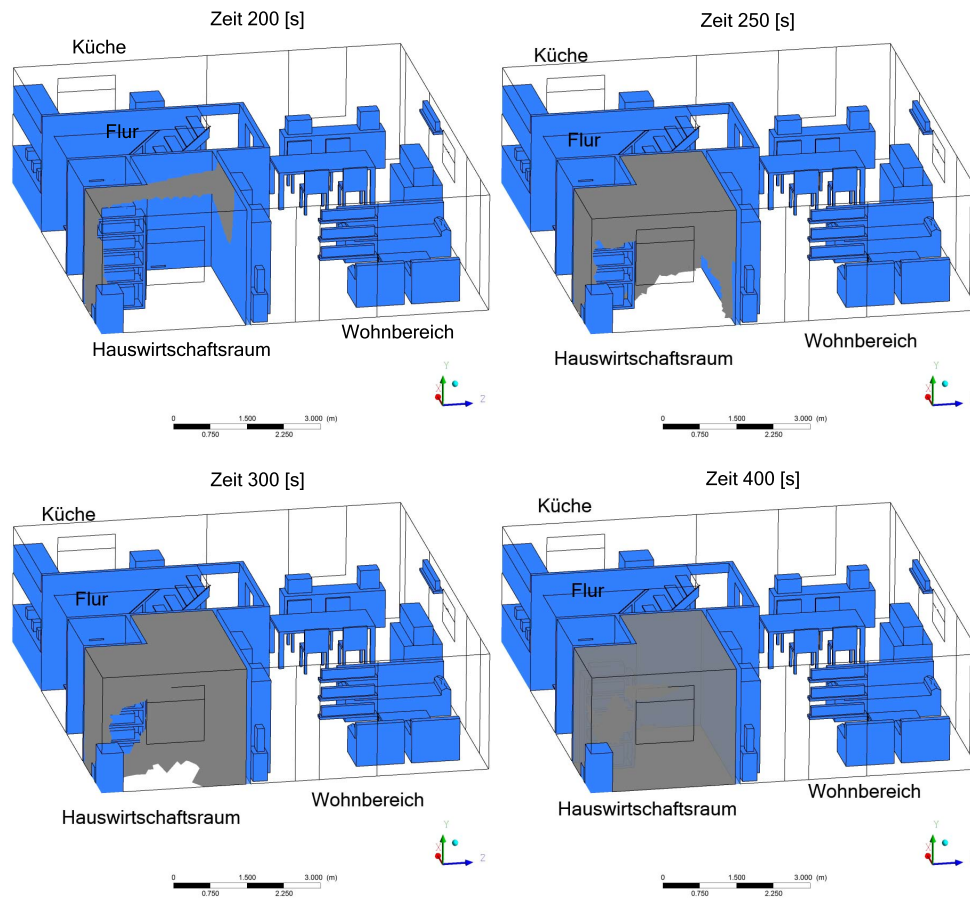 Zeit 200 [s]
Küche
Flur
Hauswirtschaftsraum
Wohnbereich
Y
X
Z
0 1.500 3.000 (m)
0.750 2.250
Zeit 250 [s]
Küche
Flur
Hauswirtschaftsraum
Wohnbereich
Y
X
0 1.500 3.000 (m)
0.750 2.250
Zeit 300 [s]
Küche
Flur
Hauswirtschaftsraum
Wohnbereich
Y
X
Z
0 1.500 3.000 (m)
0.750 2.250
Zeit 400 [s]
Küche
Flur
Hauswirtschaftsraum
Wohnbereich
Y
X
0 1.500 3.000 (m)
0.750 2.250